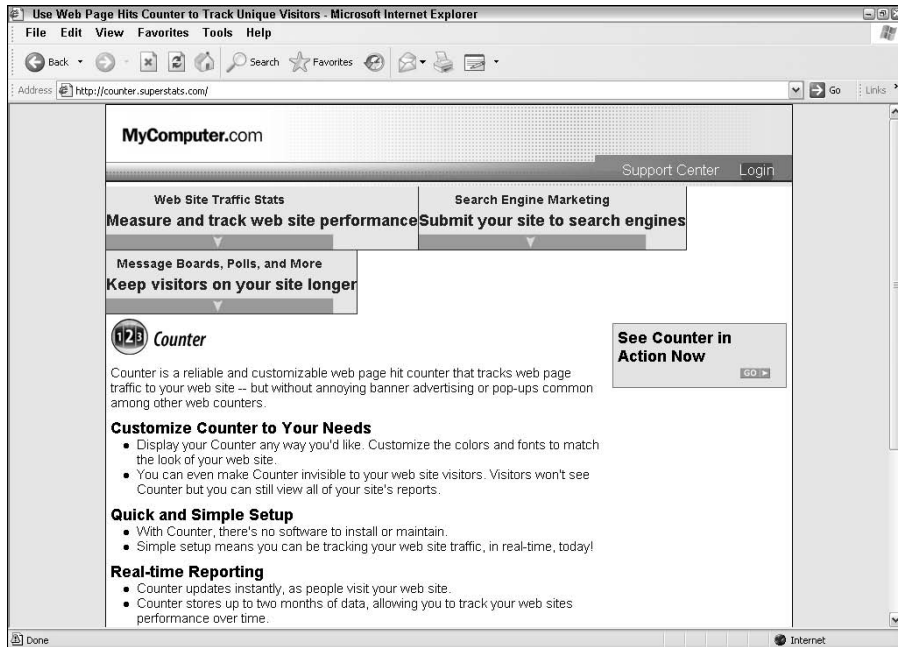 Use Web Page Hits Counter to Track Unique Visitors - Microsoft Internet Explorer
File Edit View Favorites Tools Help
Back Search Favorites
Address http://counter.superstats.com/ Go Links
MyComputer.com
Support Center Login
Web Site Traffic Stats
Measure and track web site performance
Search Engine Marketing
Submit your site to search engines
Message Boards, Polls, and More
Keep visitors on your site longer
123 Counter
See Counter in
Action Now
GO
Counter is a reliable and customizable web page hit counter that tracks web page
traffic to your web site -- but without annoying banner advertising or pop-ups common
among other web counters.
Customize Counter to Your Needs
• Display your Counter any way you'd like. Customize the colors and fonts to match
the look of your web site.
• You can even make Counter invisible to your web site visitors. Visitors won't see
Counter but you can still view all of your site's reports.
Quick and Simple Setup
• With Counter, there's no software to install or maintain.
• Simple setup means you can be tracking your web site traffic, in real-time, today!
Real-time Reporting
• Counter updates instantly, as people visit your web site.
• Counter stores up to two months of data, allowing you to track your web sites
performance over time.
Done Internet